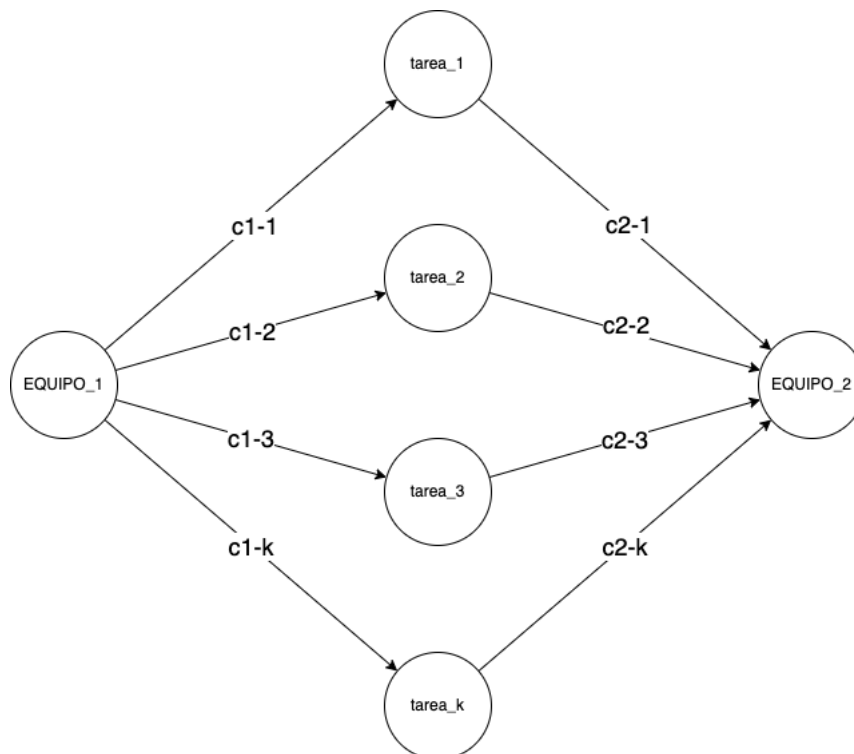 tarea_1
c1-1
c2-1
tarea_2
c1-2
c2-2
EQUIPO_1
EQUIPO_2
c1-3
c2-3
tarea_3
c1-k
c2-k
tarea_k